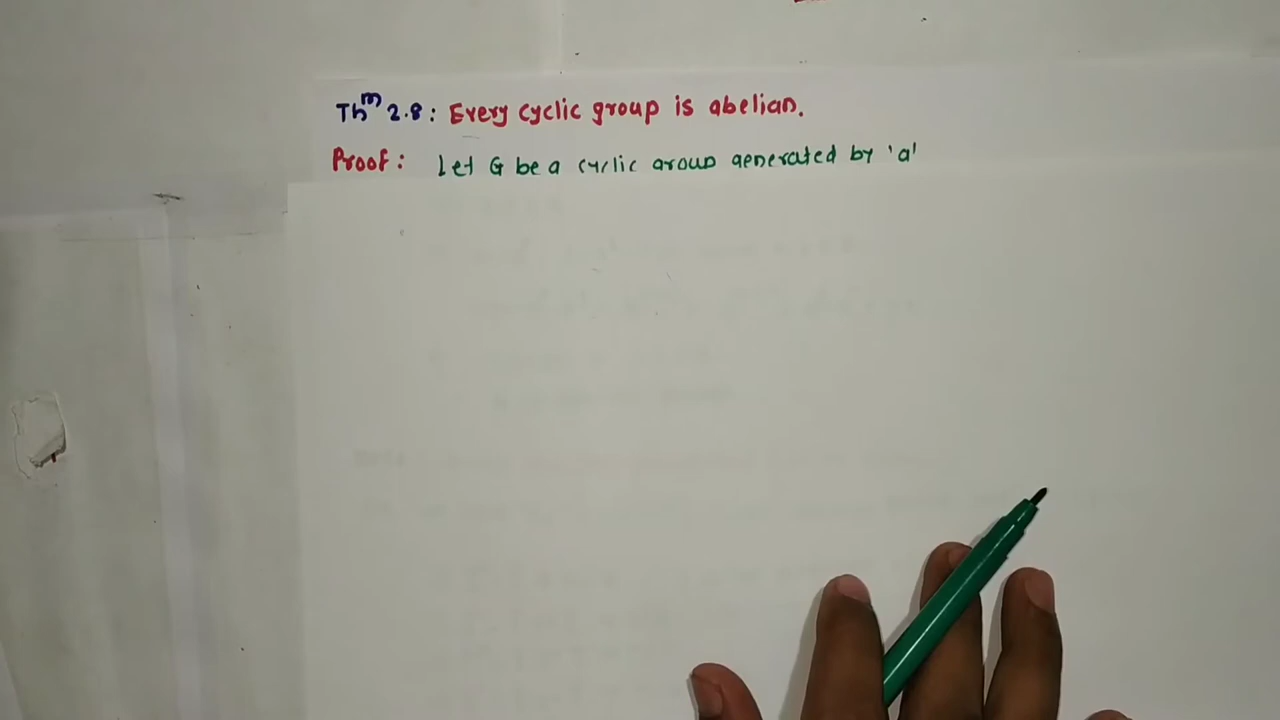 Thm 2.8: Every cyclic group is abelian.
Proof: Let G be a cyclic group generated by 'a'